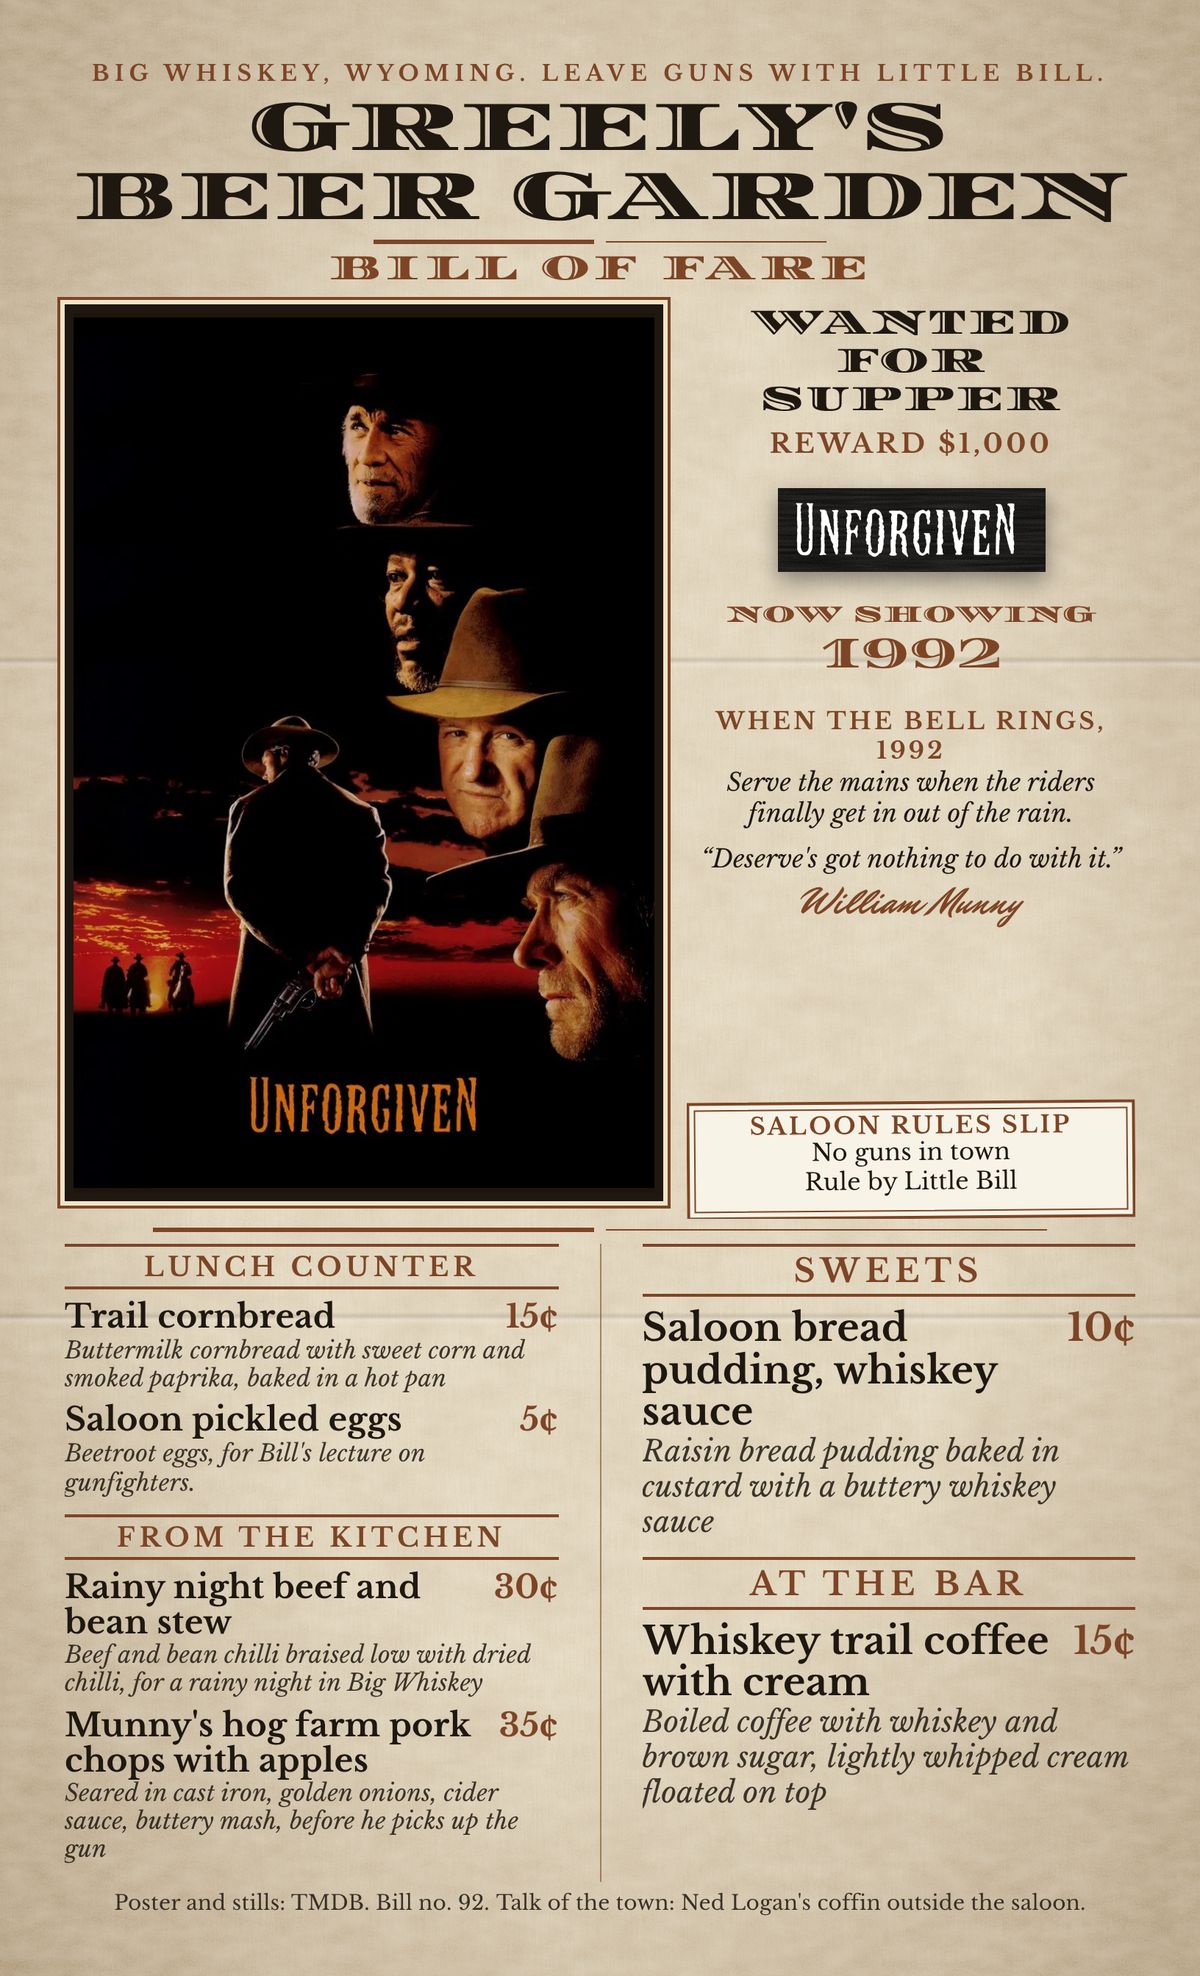 BIG WHISKEY, WYOMING. LEAVE GUNS WITH LITTLE BILL.
GREELY'S
BEER GARDEN
BILL OF FARE
UNFORGIVEN
WANTED
FOR
SUPPER
REWARD $1,000
UNFORGIVEN
NOW SHOWING
1992
WHEN THE BELL RINGS,
1992
Serve the mains when the riders
finally get in out of the rain.
“Deserve's got nothing to do with it.”
William Munny
SALOON RULES SLIP
No guns in town
Rule by Little Bill
LUNCH COUNTER
Trail cornbread 15¢
Buttermilk cornbread with sweet corn and
smoked paprika, baked in a hot pan
Saloon pickled eggs 5¢
Beetroot eggs, for Bill's lecture on
gunfighters.
FROM THE KITCHEN
Rainy night beef and 30¢
bean stew
Beef and bean chilli braised low with dried
chilli, for a rainy night in Big Whiskey
Munny's hog farm pork 35¢
chops with apples
Seared in cast iron, golden onions, cider
sauce, buttery mash, before he picks up the
gun
SWEETS
Saloon bread 10¢
pudding, whiskey
sauce
Raisin bread pudding baked in
custard with a buttery whiskey
sauce
AT THE BAR
Whiskey trail coffee 15¢
with cream
Boiled coffee with whiskey and
brown sugar, lightly whipped cream
floated on top
Poster and stills: TMDB. Bill no. 92. Talk of the town: Ned Logan's coffin outside the saloon.